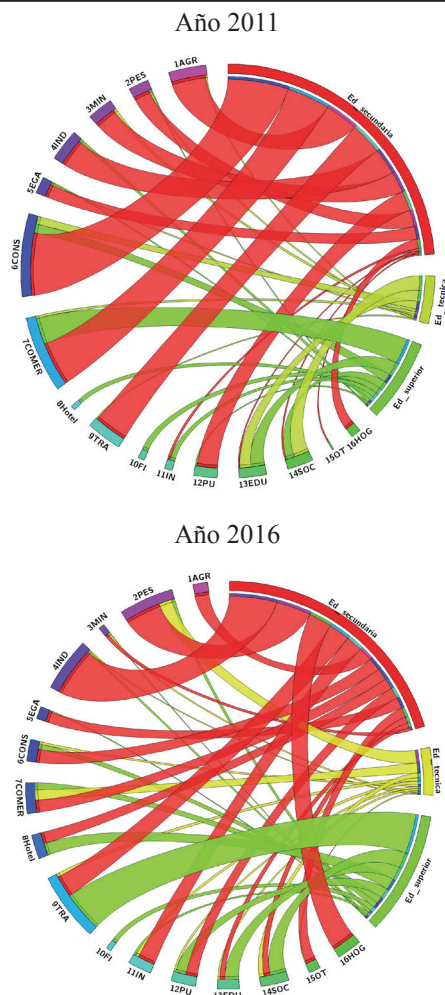 Año 2011
1AGR
2PES
3MIN
4IND
5EGA
6CONS
7COMER
8Hotel
9TRA
10FI
11IN
12PU
13EDU
14SOC
15OT
16HOG
Ed_secundaria
Ed_tecnica
Ed_superior
Año 2016
1AGR
2PES
3MIN
4IND
5EGA
6CONS
7COMER
8Hotel
9TRA
10FI
11IN
12PU
13EDU
14SOC
15OT
16HOG
Ed_secundaria
Ed_tecnica
Ed_superior